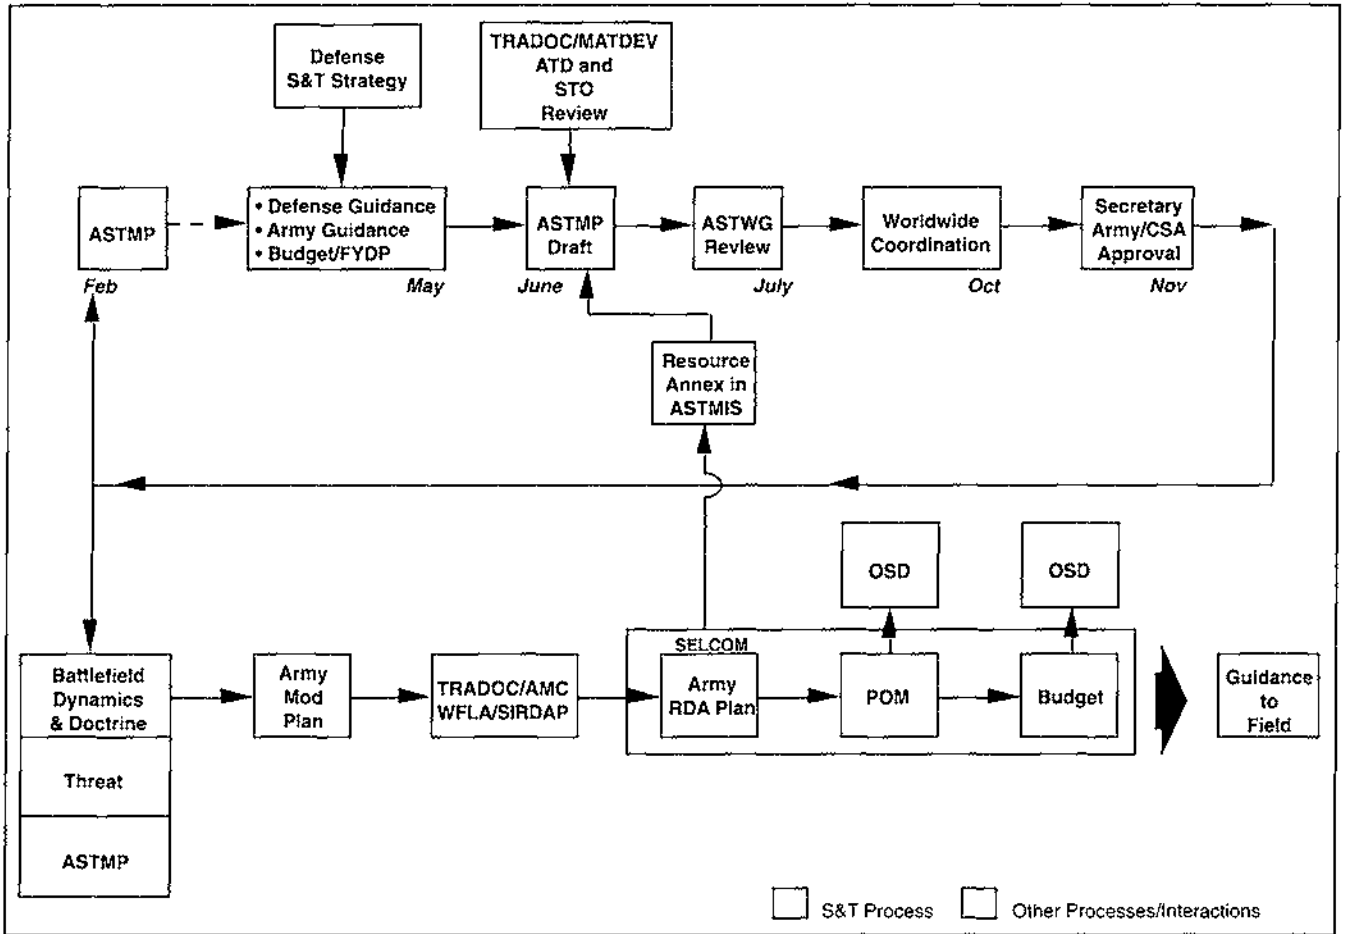 Defense
S&T Strategy
TRADOC/MATDEV
ATD and
STO
Review
ASTMP
Feb
• Defense Guidance
• Army Guidance
• Budget/FYDP
May
ASTMP
Draft
June
ASTWG
Review
July
Worldwide
Coordination
Oct
Secretary
Army/CSA
Approval
Nov
Resource
Annex in
ASTMIS
OSD
OSD
Battlefield
Dynamics
& Doctrine
Threat
ASTMP
Army
Mod
Plan
TRADOC/AMC
WFLA/SIRDAP
SELCOM
Army
RDA Plan
POM
Budget
Guidance
to
Field
S&T Process
Other Processes/Interactions